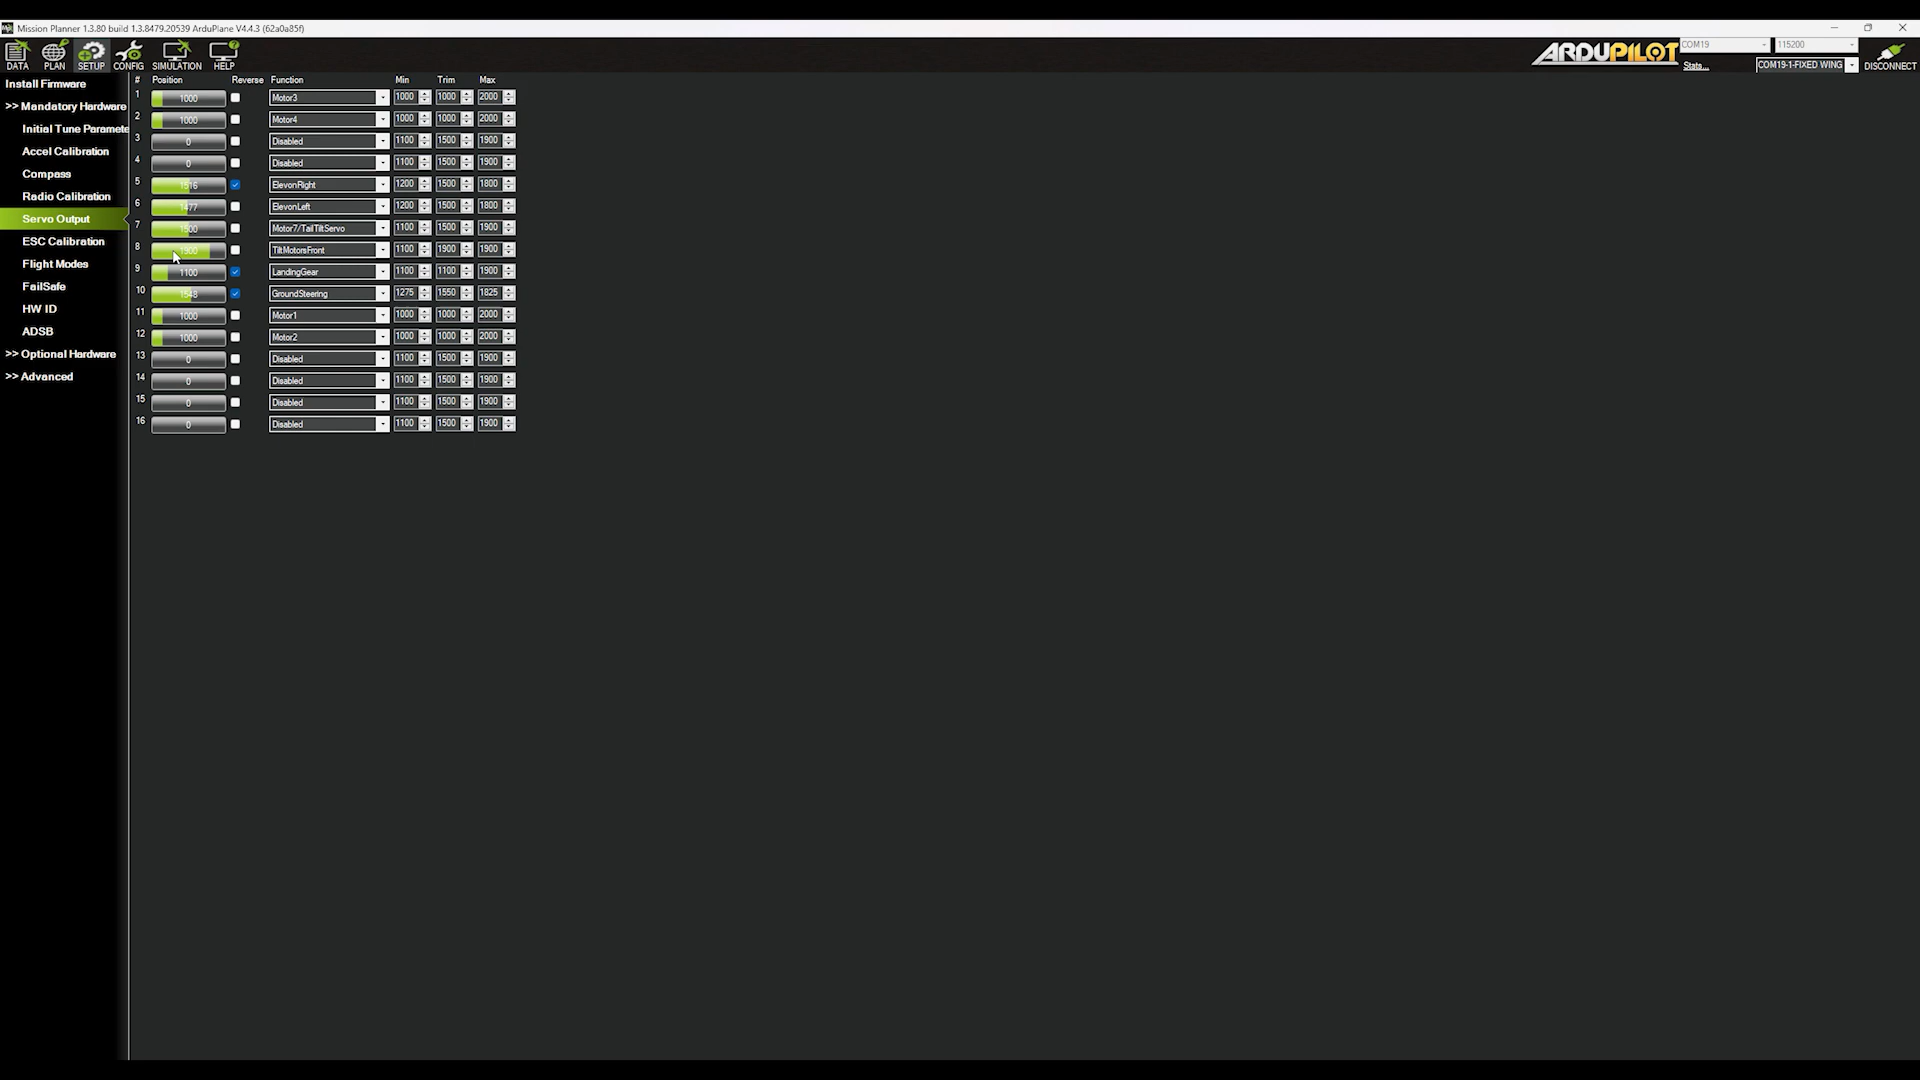 Mission Planner 1.3.80 build 1.3.8479.20539 ArduPlane V4.4.3 (62a0a85f)
DATA PLAN SETUP CONFIG SIMULATION HELP
ARDUPILOT COM19 115200
Stats... COM19-1-FIXED WING DISCONNECT
Install Firmware
>> Mandatory Hardware
Initial Tune Paramete
Accel Calibration
Compass
Radio Calibration
Servo Output
ESC Calibration
Flight Modes
FailSafe
HW ID
ADSB
>> Optional Hardware
>> Advanced
# Position Reverse Function Min Trim Max
1 1000 Motor3 1000 1000 2000
2 1000 Motor4 1000 1000 2000
3 0 Disabled 1100 1500 1900
4 0 Disabled 1100 1500 1900
5 1516 ElevonRight 1200 1500 1800
6 1477 ElevonLeft 1200 1500 1800
7 1500 Motor7/TailTiltServo 1100 1500 1900
8 1900 TiltMotorsFront 1100 1900 1900
9 1100 LandingGear 1100 1100 1900
10 1548 GroundSteering 1275 1550 1825
11 1000 Motor1 1000 1000 2000
12 1000 Motor2 1000 1000 2000
13 0 Disabled 1100 1500 1900
14 0 Disabled 1100 1500 1900
15 0 Disabled 1100 1500 1900
16 0 Disabled 1100 1500 1900